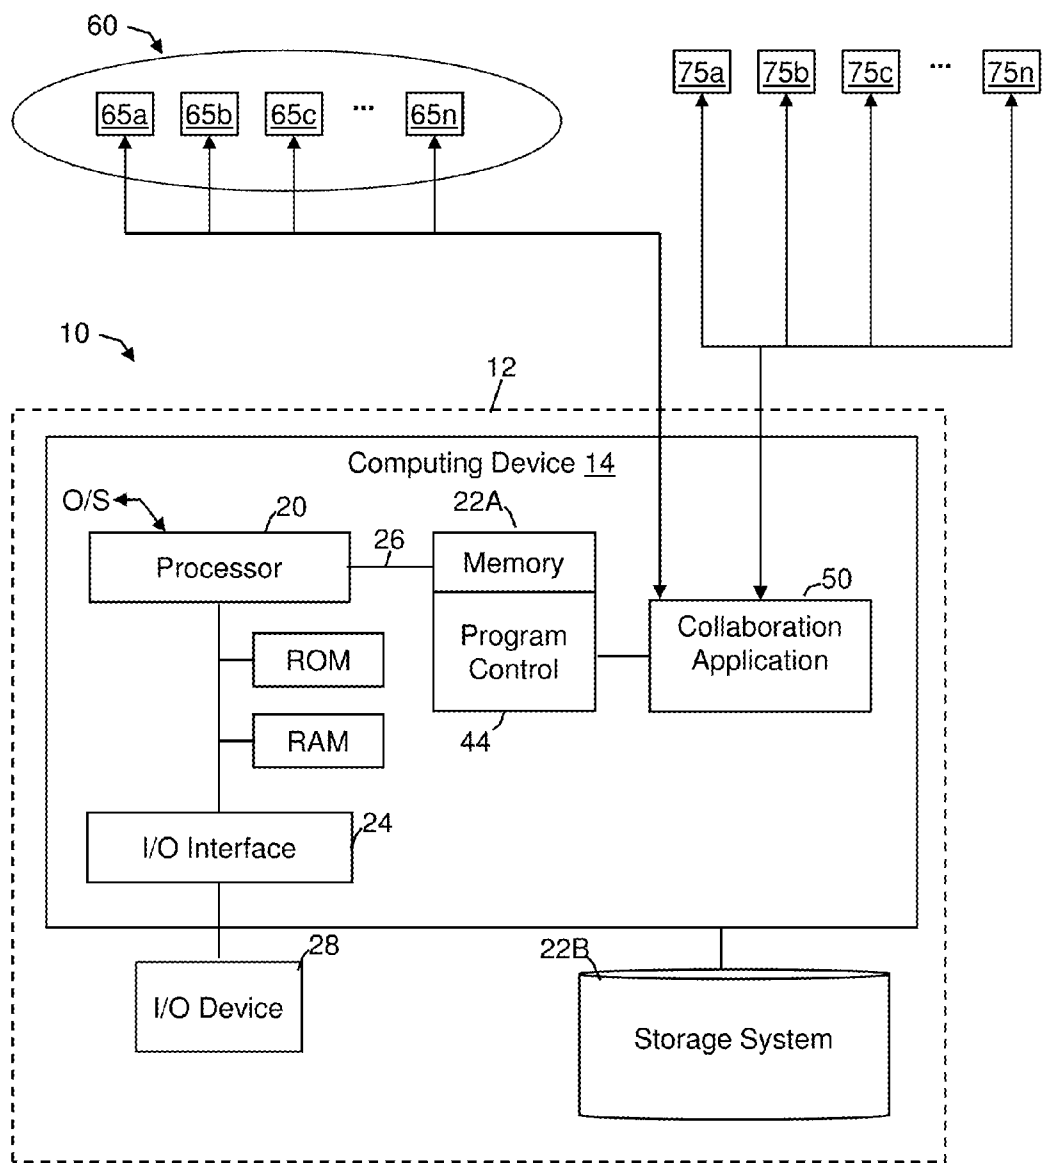 60
65a 65b 65c ... 65n
75a 75b 75c ... 75n
10
12
Computing Device 14
O/S
20
Processor
26
22A
Memory
Program
Control
44
50
Collaboration
Application
ROM
RAM
24
I/O Interface
28
I/O Device
22B
Storage System